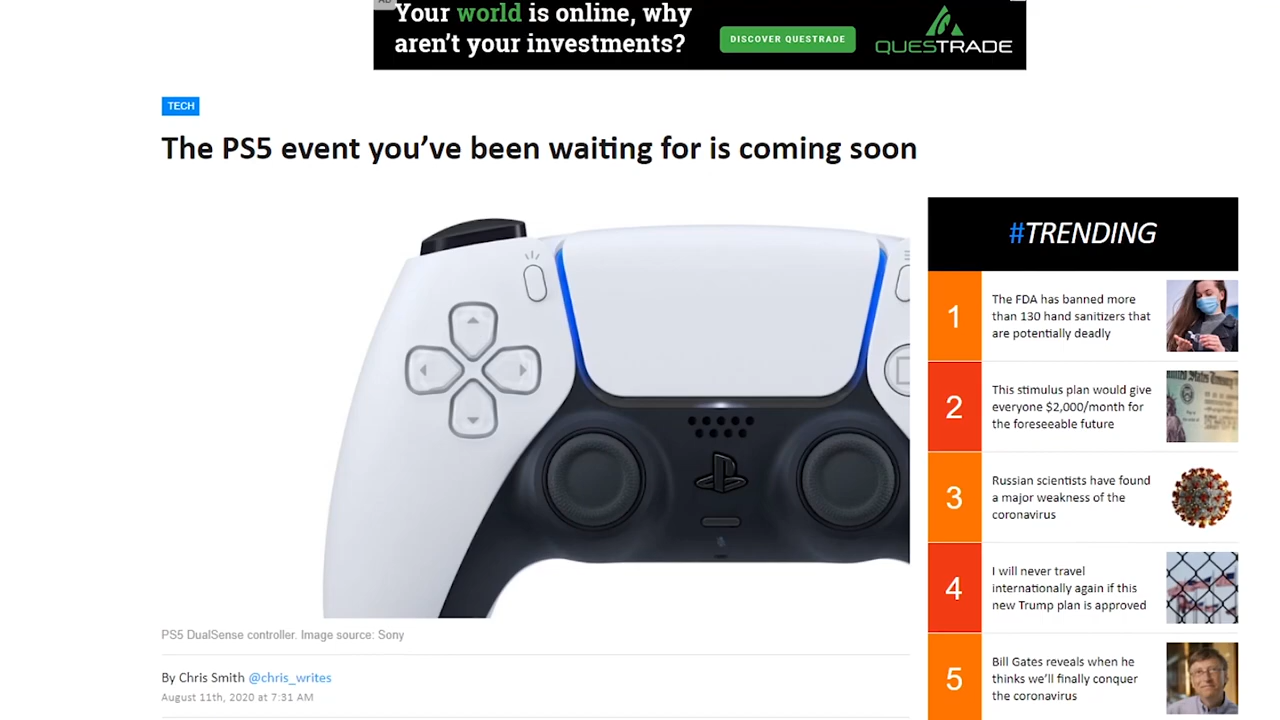 AD
Your world is online, why
aren't your investments?
DISCOVER QUESTRADE
QUESTRADE
TECH
The PS5 event you've been waiting for is coming soon
#TRENDING
1
The FDA has banned more
than 130 hand sanitizers that
are potentially deadly
2
This stimulus plan would give
everyone $2,000/month for
the foreseeable future
3
Russian scientists have found
a major weakness of the
coronavirus
4
I will never travel
internationally again if this
new Trump plan is approved
5
Bill Gates reveals when he
thinks we'll finally conquer
the coronavirus
PS5 DualSense controller. Image source: Sony
By Chris Smith @chris_writes
August 11th, 2020 at 7:31 AM